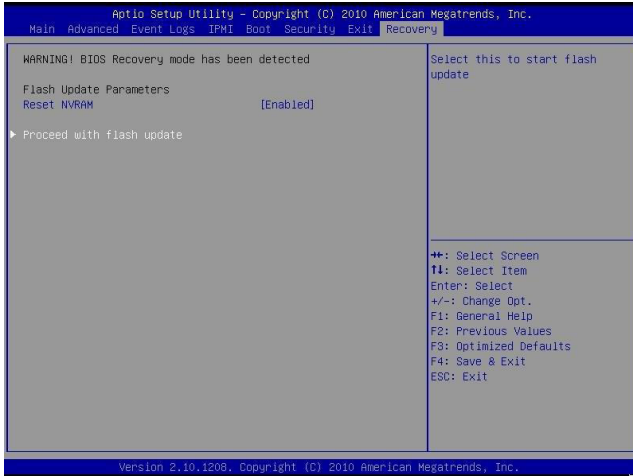 Aptio Setup Utility - Copyright (C) 2010 American Megatrends, Inc.
Main Advanced Event Logs IPMI Boot Security Exit Recovery
WARNING! BIOS Recovery mode has been detected
Flash Update Parameters
Reset NVRAM [Enabled]
▶ Proceed with flash update
Select this to start flash
update
→←: Select Screen
↑↓: Select Item
Enter: Select
+/-: Change Opt.
F1: General Help
F2: Previous Values
F3: Optimized Defaults
F4: Save & Exit
ESC: Exit
Version 2.10.1208. Copyright (C) 2010 American Megatrends, Inc.